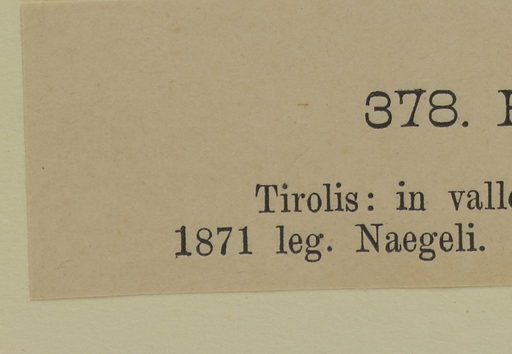 378.
Tirolis: in
1871 leg. Naegeli.